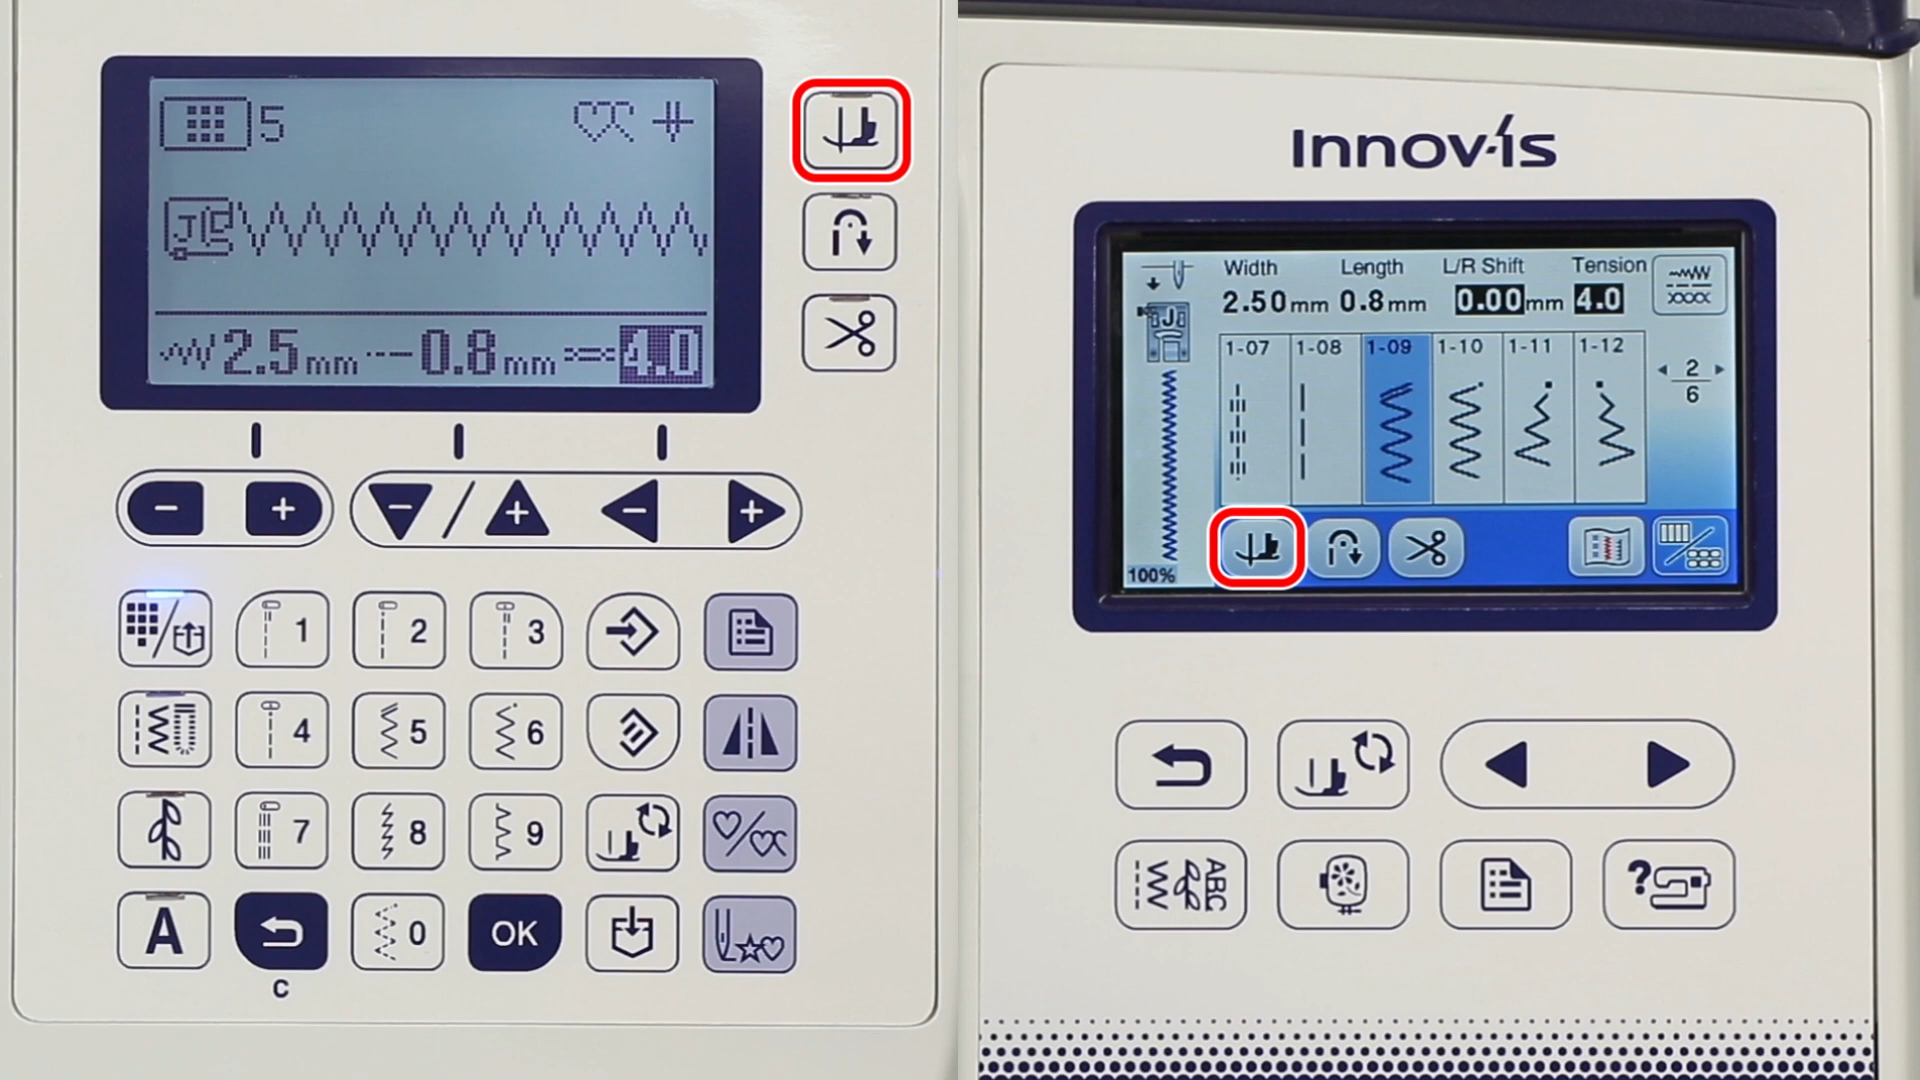 5
J
2.5mm 0.8mm 4.0
- + - / + - +
1 2 3
4 5 6
7 8 9
A 0 OK
C
Innov-ís
Width Length L/R Shift Tension
2.50mm 0.8mm 0.00mm 4.0
J
1-07 1-08 1-09 1-10 1-11 1-12
2
6
100%
ABC
?